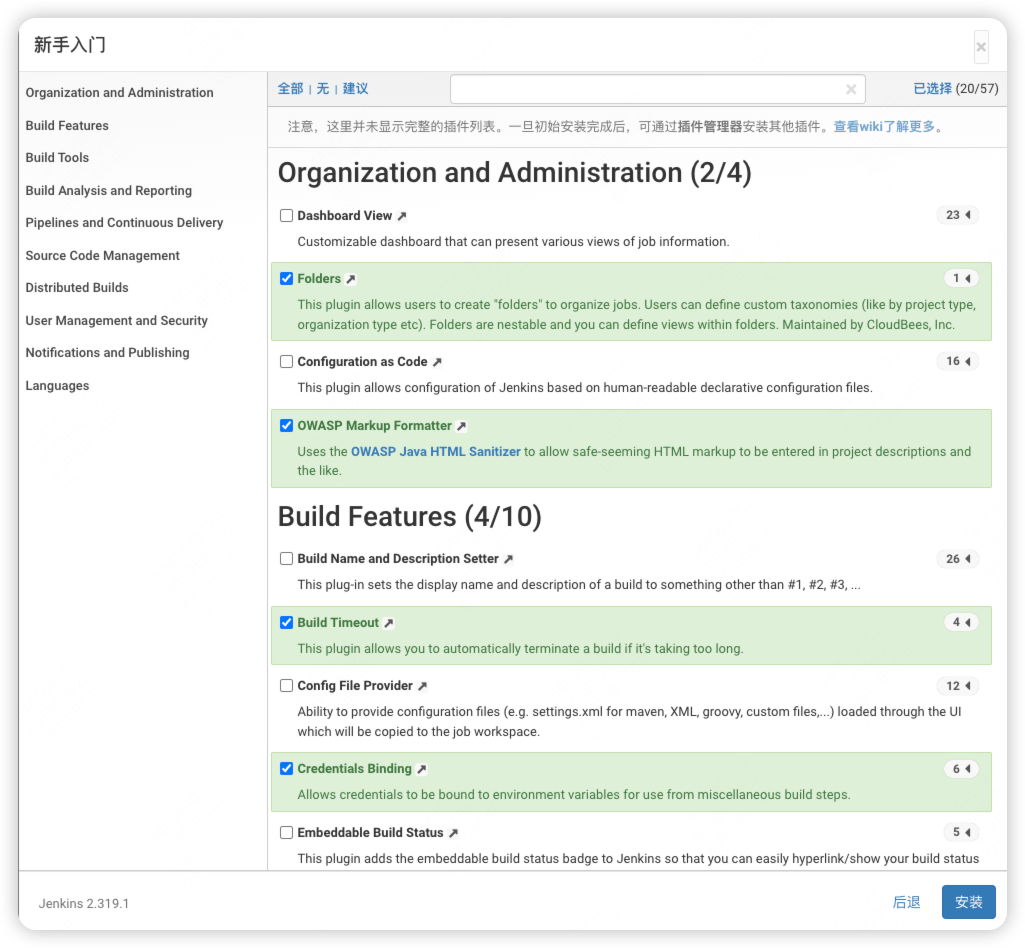 新手入门
×
Organization and Administration
Build Features
Build Tools
Build Analysis and Reporting
Pipelines and Continuous Delivery
Source Code Management
Distributed Builds
User Management and Security
Notifications and Publishing
Languages
全部 | 无 | 建议
已选择 (20/57)
注意，这里并未显示完整的插件列表。一旦初始安装完成后，可通过插件管理器安装其他插件。查看wiki了解更多。
Organization and Administration (2/4)
Dashboard View 23
Customizable dashboard that can present various views of job information.
Folders 1
This plugin allows users to create "folders" to organize jobs. Users can define custom taxonomies (like by project type,
organization type etc). Folders are nestable and you can define views within folders. Maintained by CloudBees, Inc.
Configuration as Code 16
This plugin allows configuration of Jenkins based on human-readable declarative configuration files.
OWASP Markup Formatter
Uses the OWASP Java HTML Sanitizer to allow safe-seeming HTML markup to be entered in project descriptions and
the like.
Build Features (4/10)
Build Name and Description Setter 26
This plug-in sets the display name and description of a build to something other than #1, #2, #3, ...
Build Timeout 4
This plugin allows you to automatically terminate a build if it's taking too long.
Config File Provider 12
Ability to provide configuration files (e.g. settings.xml for maven, XML, groovy, custom files,...) loaded through the UI
which will be copied to the job workspace.
Credentials Binding 6
Allows credentials to be bound to environment variables for use from miscellaneous build steps.
Embeddable Build Status 5
This plugin adds the embeddable build status badge to Jenkins so that you can easily hyperlink/show your build status
Jenkins 2.319.1
后退
安装